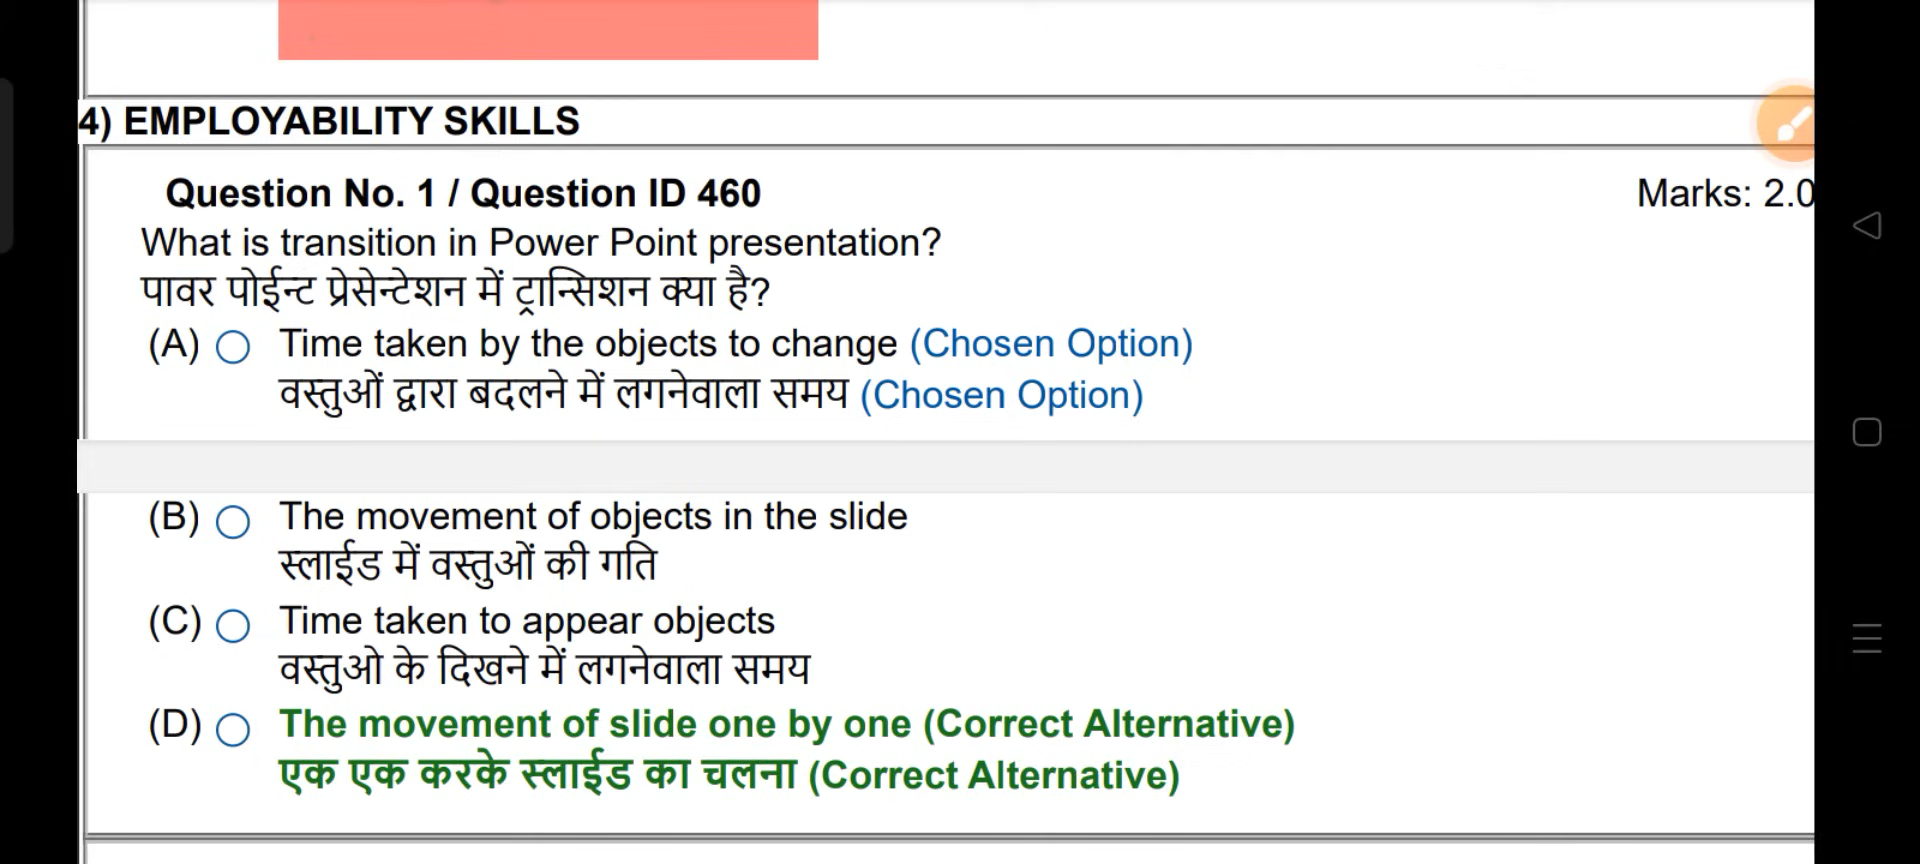 4) EMPLOYABILITY SKILLS
Question No. 1 / Question ID 460 Marks: 2.0
What is transition in Power Point presentation?
पावर पोईन्ट प्रेसेन्टेशन में ट्रान्सिशन क्या है?
(A) Time taken by the objects to change (Chosen Option)
वस्तुओं द्वारा बदलने में लगनेवाला समय (Chosen Option)
(B) The movement of objects in the slide
स्लाईड में वस्तुओं की गति
(C) Time taken to appear objects
वस्तुओ के दिखने में लगनेवाला समय
(D) The movement of slide one by one (Correct Alternative)
एक एक करके स्लाईड का चलना (Correct Alternative)